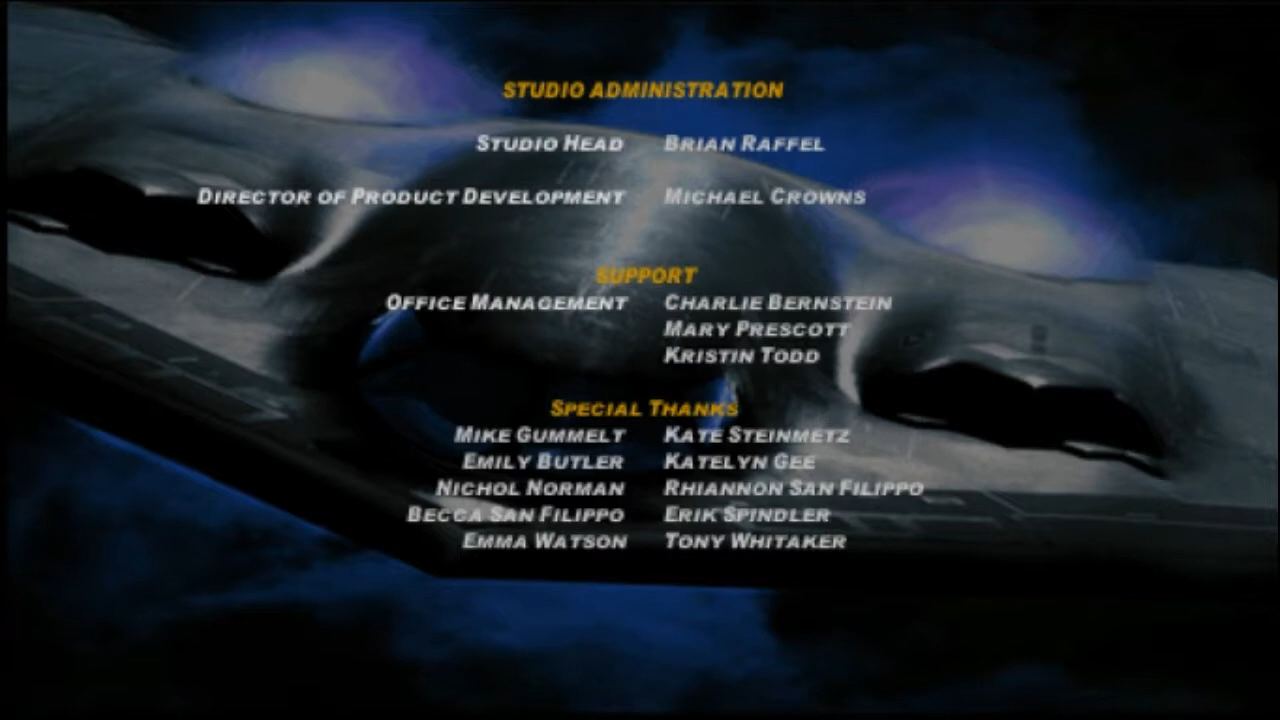 STUDIO ADMINISTRATION
STUDIO HEAD BRIAN RAFFEL
DIRECTOR OF PRODUCT DEVELOPMENT MICHAEL CROWNS
SUPPORT
OFFICE MANAGEMENT CHARLIE BERNSTEIN
MARY PRESCOTT
KRISTIN TODD
SPECIAL THANKS
MIKE GUMMELT KATE STEINMETZ
EMILY BUTLER KATELYN GEE
NICHOL NORMAN RHIANNON SAN FILIPPO
BECCA SAN FILIPPO ERIK SPINDLER
EMMA WATSON TONY WHITAKER